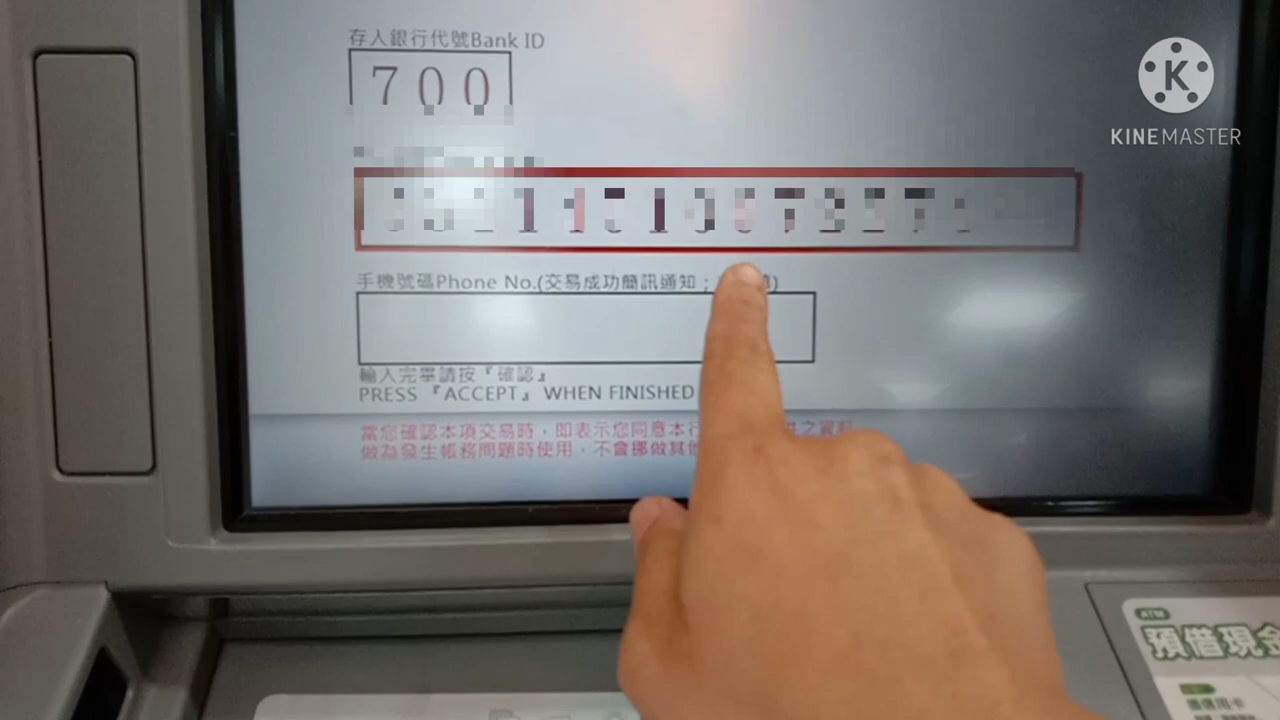 存入銀行代號Bank ID
700
KINEMASTER
手機號碼Phone No.(交易成功簡訊通知;
輸入完畢請按『確認』
PRESS 『ACCEPT』 WHEN FINISHED
當您確認本項交易時,即表示您同意本行
做為發生帳務問題時使用,不會挪做其他
ATM
預借現金